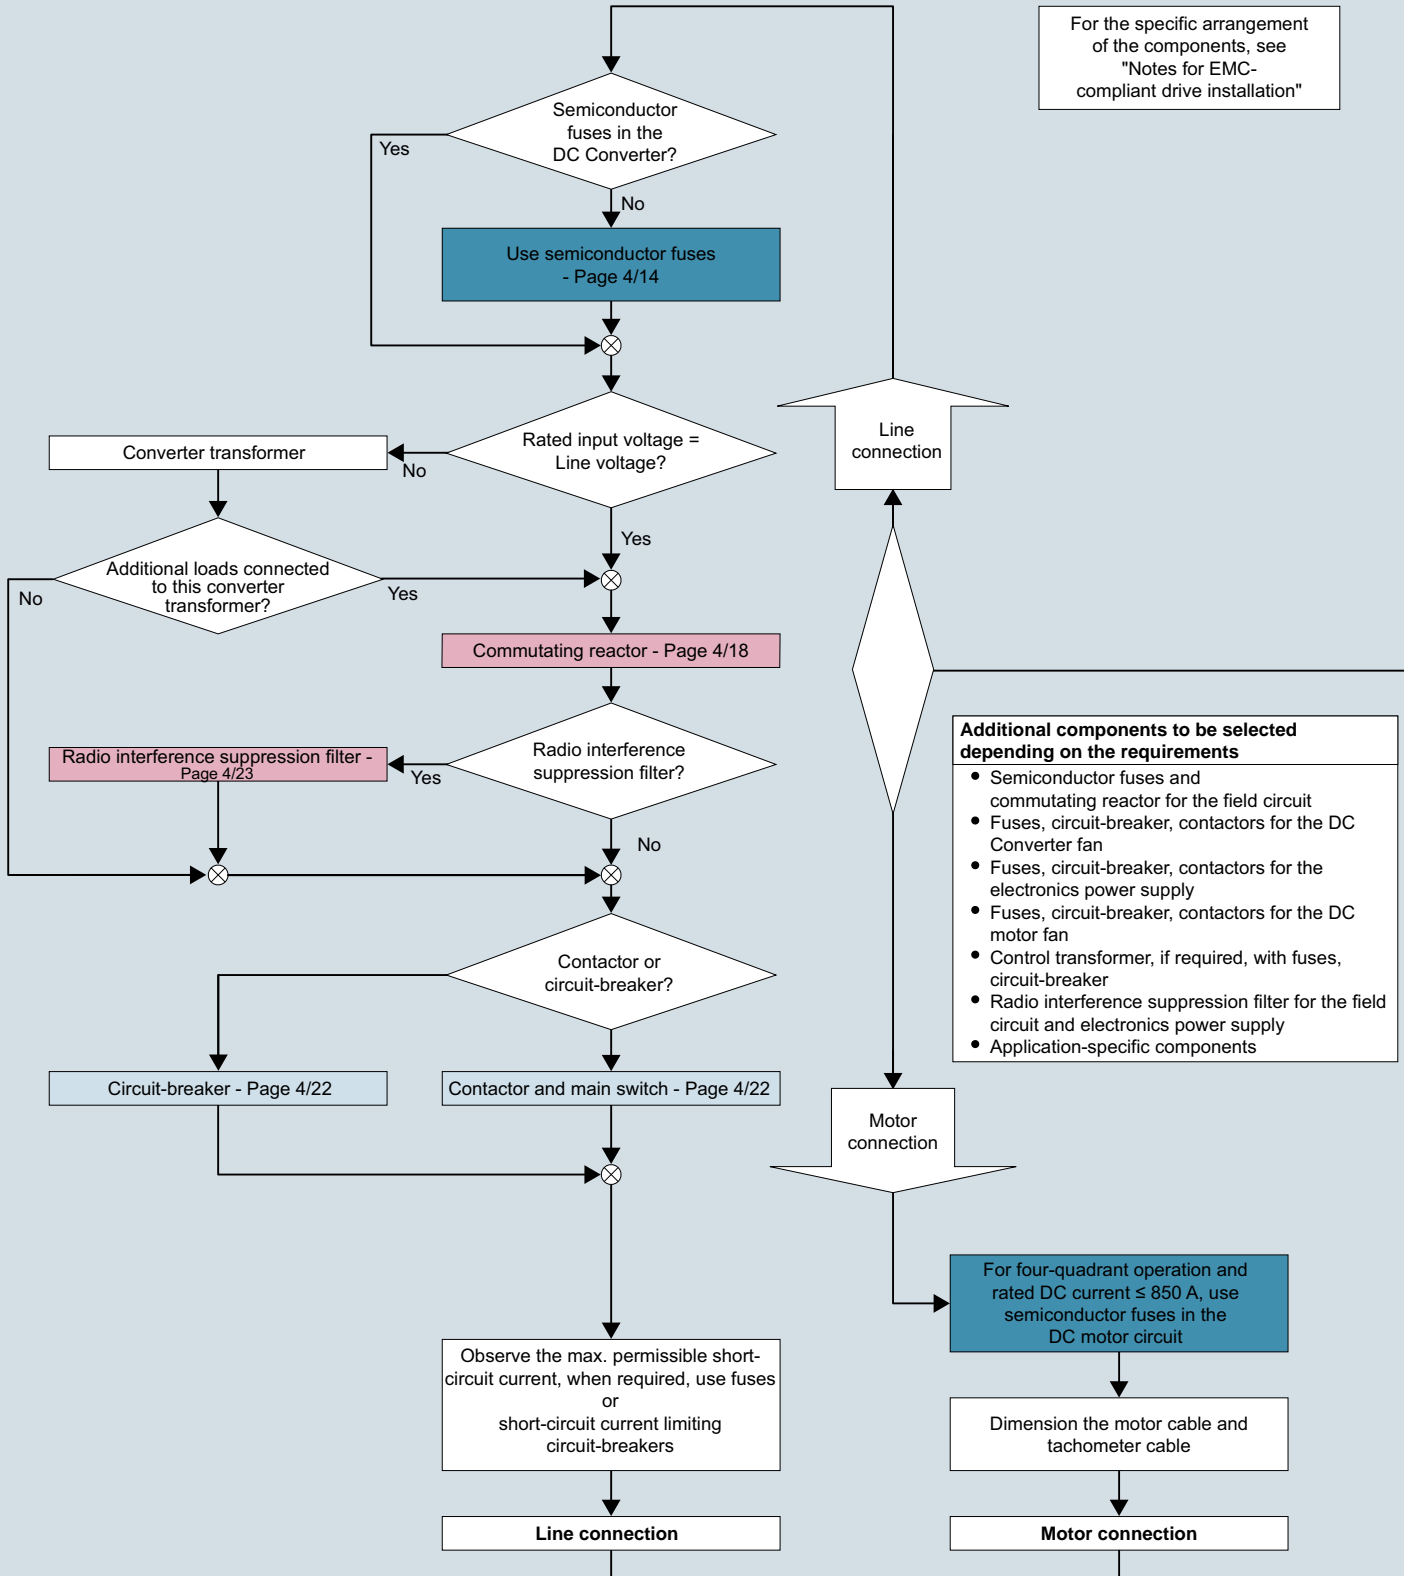 For the specific arrangement
of the components, see
"Notes for EMC-
compliant drive installation"
Semiconductor
fuses in the
DC Converter?
Yes
No
Use semiconductor fuses
- Page 4/14
Line
connection
Rated input voltage =
Line voltage?
No
Converter transformer
Yes
Additional loads connected
to this converter
transformer?
No
Yes
Commutating reactor - Page 4/18
Radio interference
suppression filter?
Yes
Radio interference suppression filter -
Page 4/23
No
Additional components to be selected
depending on the requirements
• Semiconductor fuses and
commutating reactor for the field circuit
• Fuses, circuit-breaker, contactors for the DC
Converter fan
• Fuses, circuit-breaker, contactors for the
electronics power supply
• Fuses, circuit-breaker, contactors for the DC
motor fan
• Control transformer, if required, with fuses,
circuit-breaker
• Radio interference suppression filter for the field
circuit and electronics power supply
• Application-specific components
Contactor or
circuit-breaker?
Circuit-breaker - Page 4/22
Contactor and main switch - Page 4/22
Motor
connection
For four-quadrant operation and
rated DC current ≤ 850 A, use
semiconductor fuses in the
DC motor circuit
Observe the max. permissible short-
circuit current, when required, use fuses
or
short-circuit current limiting
circuit-breakers
Dimension the motor cable and
tachometer cable
Line connection
Motor connection